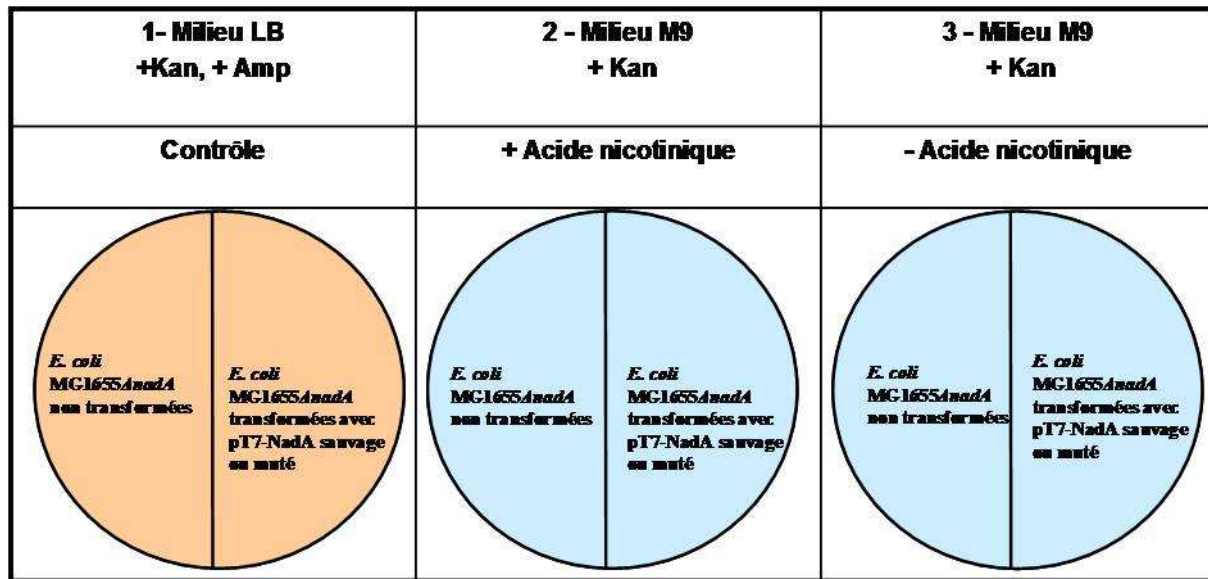 1- Milieu LB
+Kan, + Amp
2 - Milieu M9
+ Kan
3 - Milieu M9
+ Kan
Contrôle
+ Acide nicotinique
- Acide nicotinique
E. coli
MG1655ΔnadA
non transformées
E. coli
MG1655ΔnadA
transformées avec
pT7-NadA sauvage
ou muté
E. coli
MG1655ΔnadA
non transformées
E. coli
MG1655ΔnadA
transformées avec
pT7-NadA sauvage
ou muté
E. coli
MG1655ΔnadA
non transformées
E. coli
MG1655ΔnadA
transformées avec
pT7-NadA sauvage
ou muté